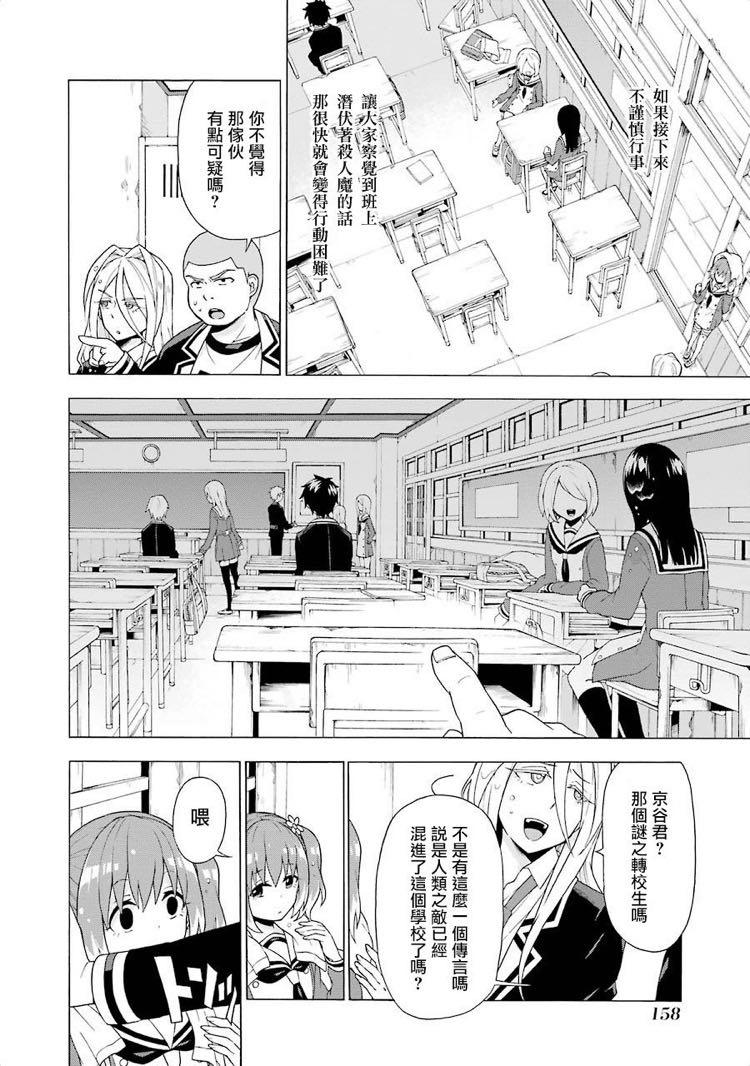 如果接下來
不謹慎行事
讓大家察覺到班上
潛伏著殺人魔的話
那很快就會變得行動困難了
你不覺得
那傢伙
有點可疑嗎？
京谷君？
那個謎之轉校生嗎
不是有這麼一個傳言嗎
說是人類之敵已經
混進了這個學校了嗎？
喂
トンッ
158